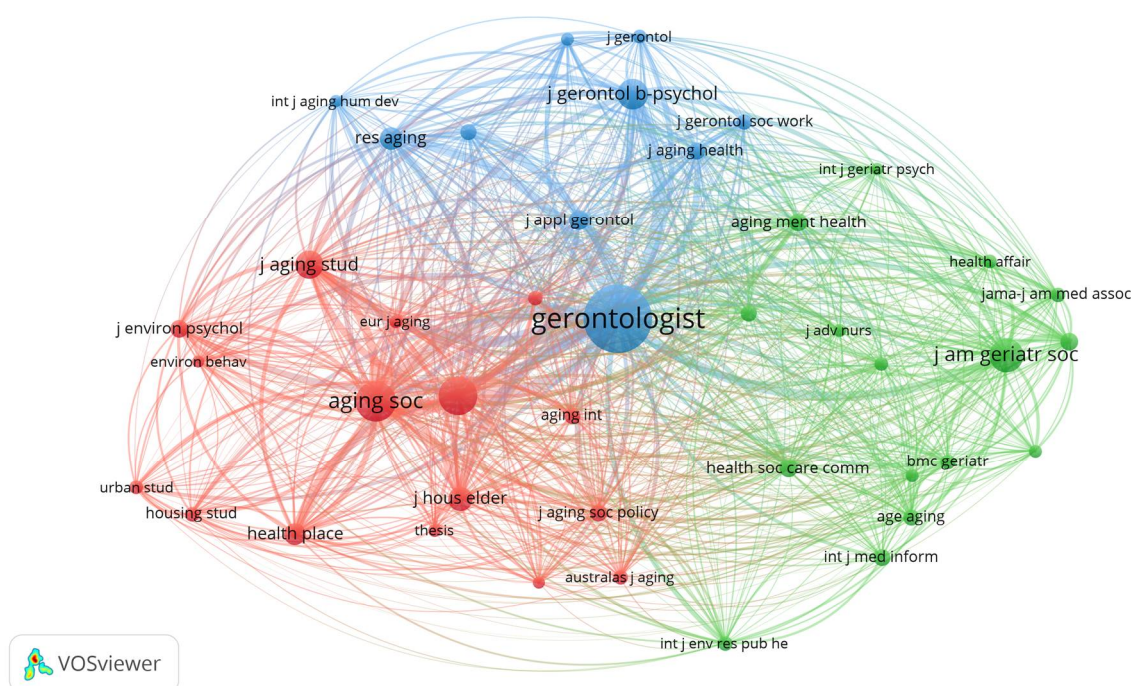 j gerontol
j gerontol b-psychol
int j aging hum dev
j gerontol soc work
res aging
j aging health
int j geriatr psych
j appl gerontol
aging ment health
j aging stud
health affair
jama-j am med assoc
gerontologist
eur j aging
j environ psychol
j adv nurs
j am geriatr soc
environ behav
aging soc
aging int
health soc care comm
bmc geriatr
urban stud
j hous elder
housing stud
j aging soc policy
age aging
health place
thesis
int j med inform
australas j aging
int j env res pub he
VOSviewer